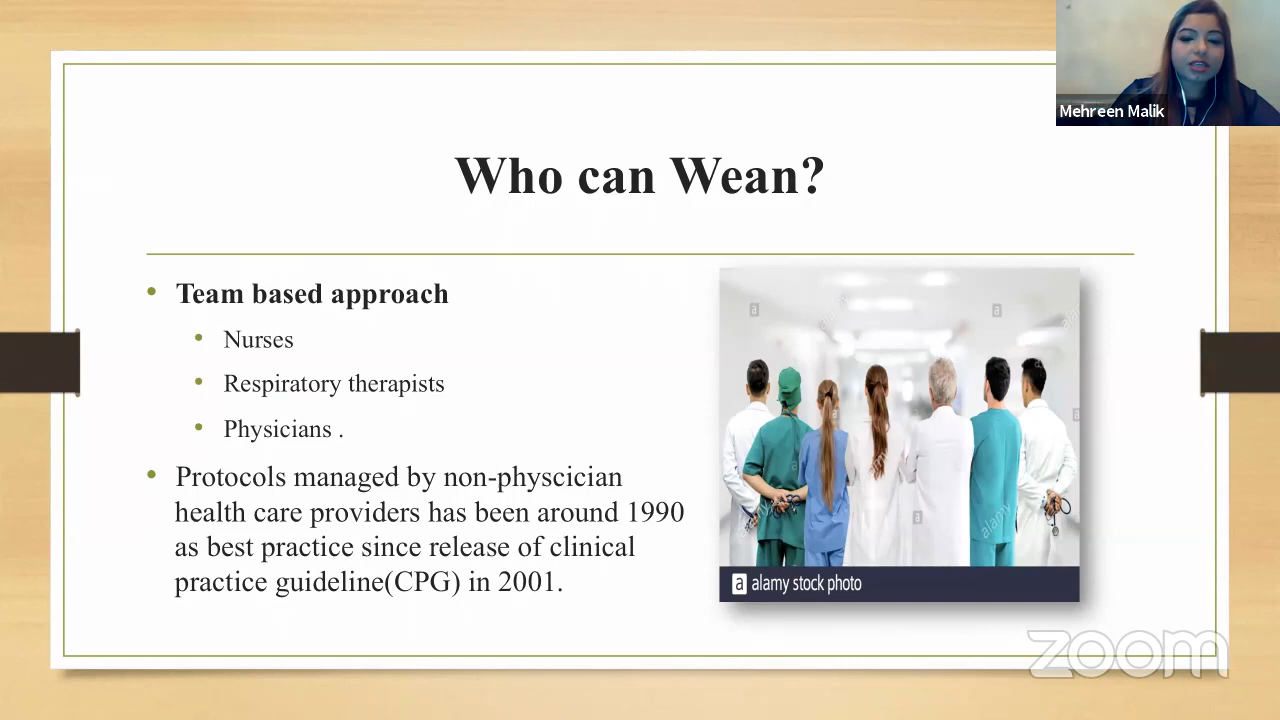 Mehreen Malik
Who can Wean?
Team based approach
Nurses
Respiratory therapists
Physicians .
Protocols managed by non-physcician
health care providers has been around 1990
as best practice since release of clinical
practice guideline(CPG) in 2001.
a alamy stock photo
zoom